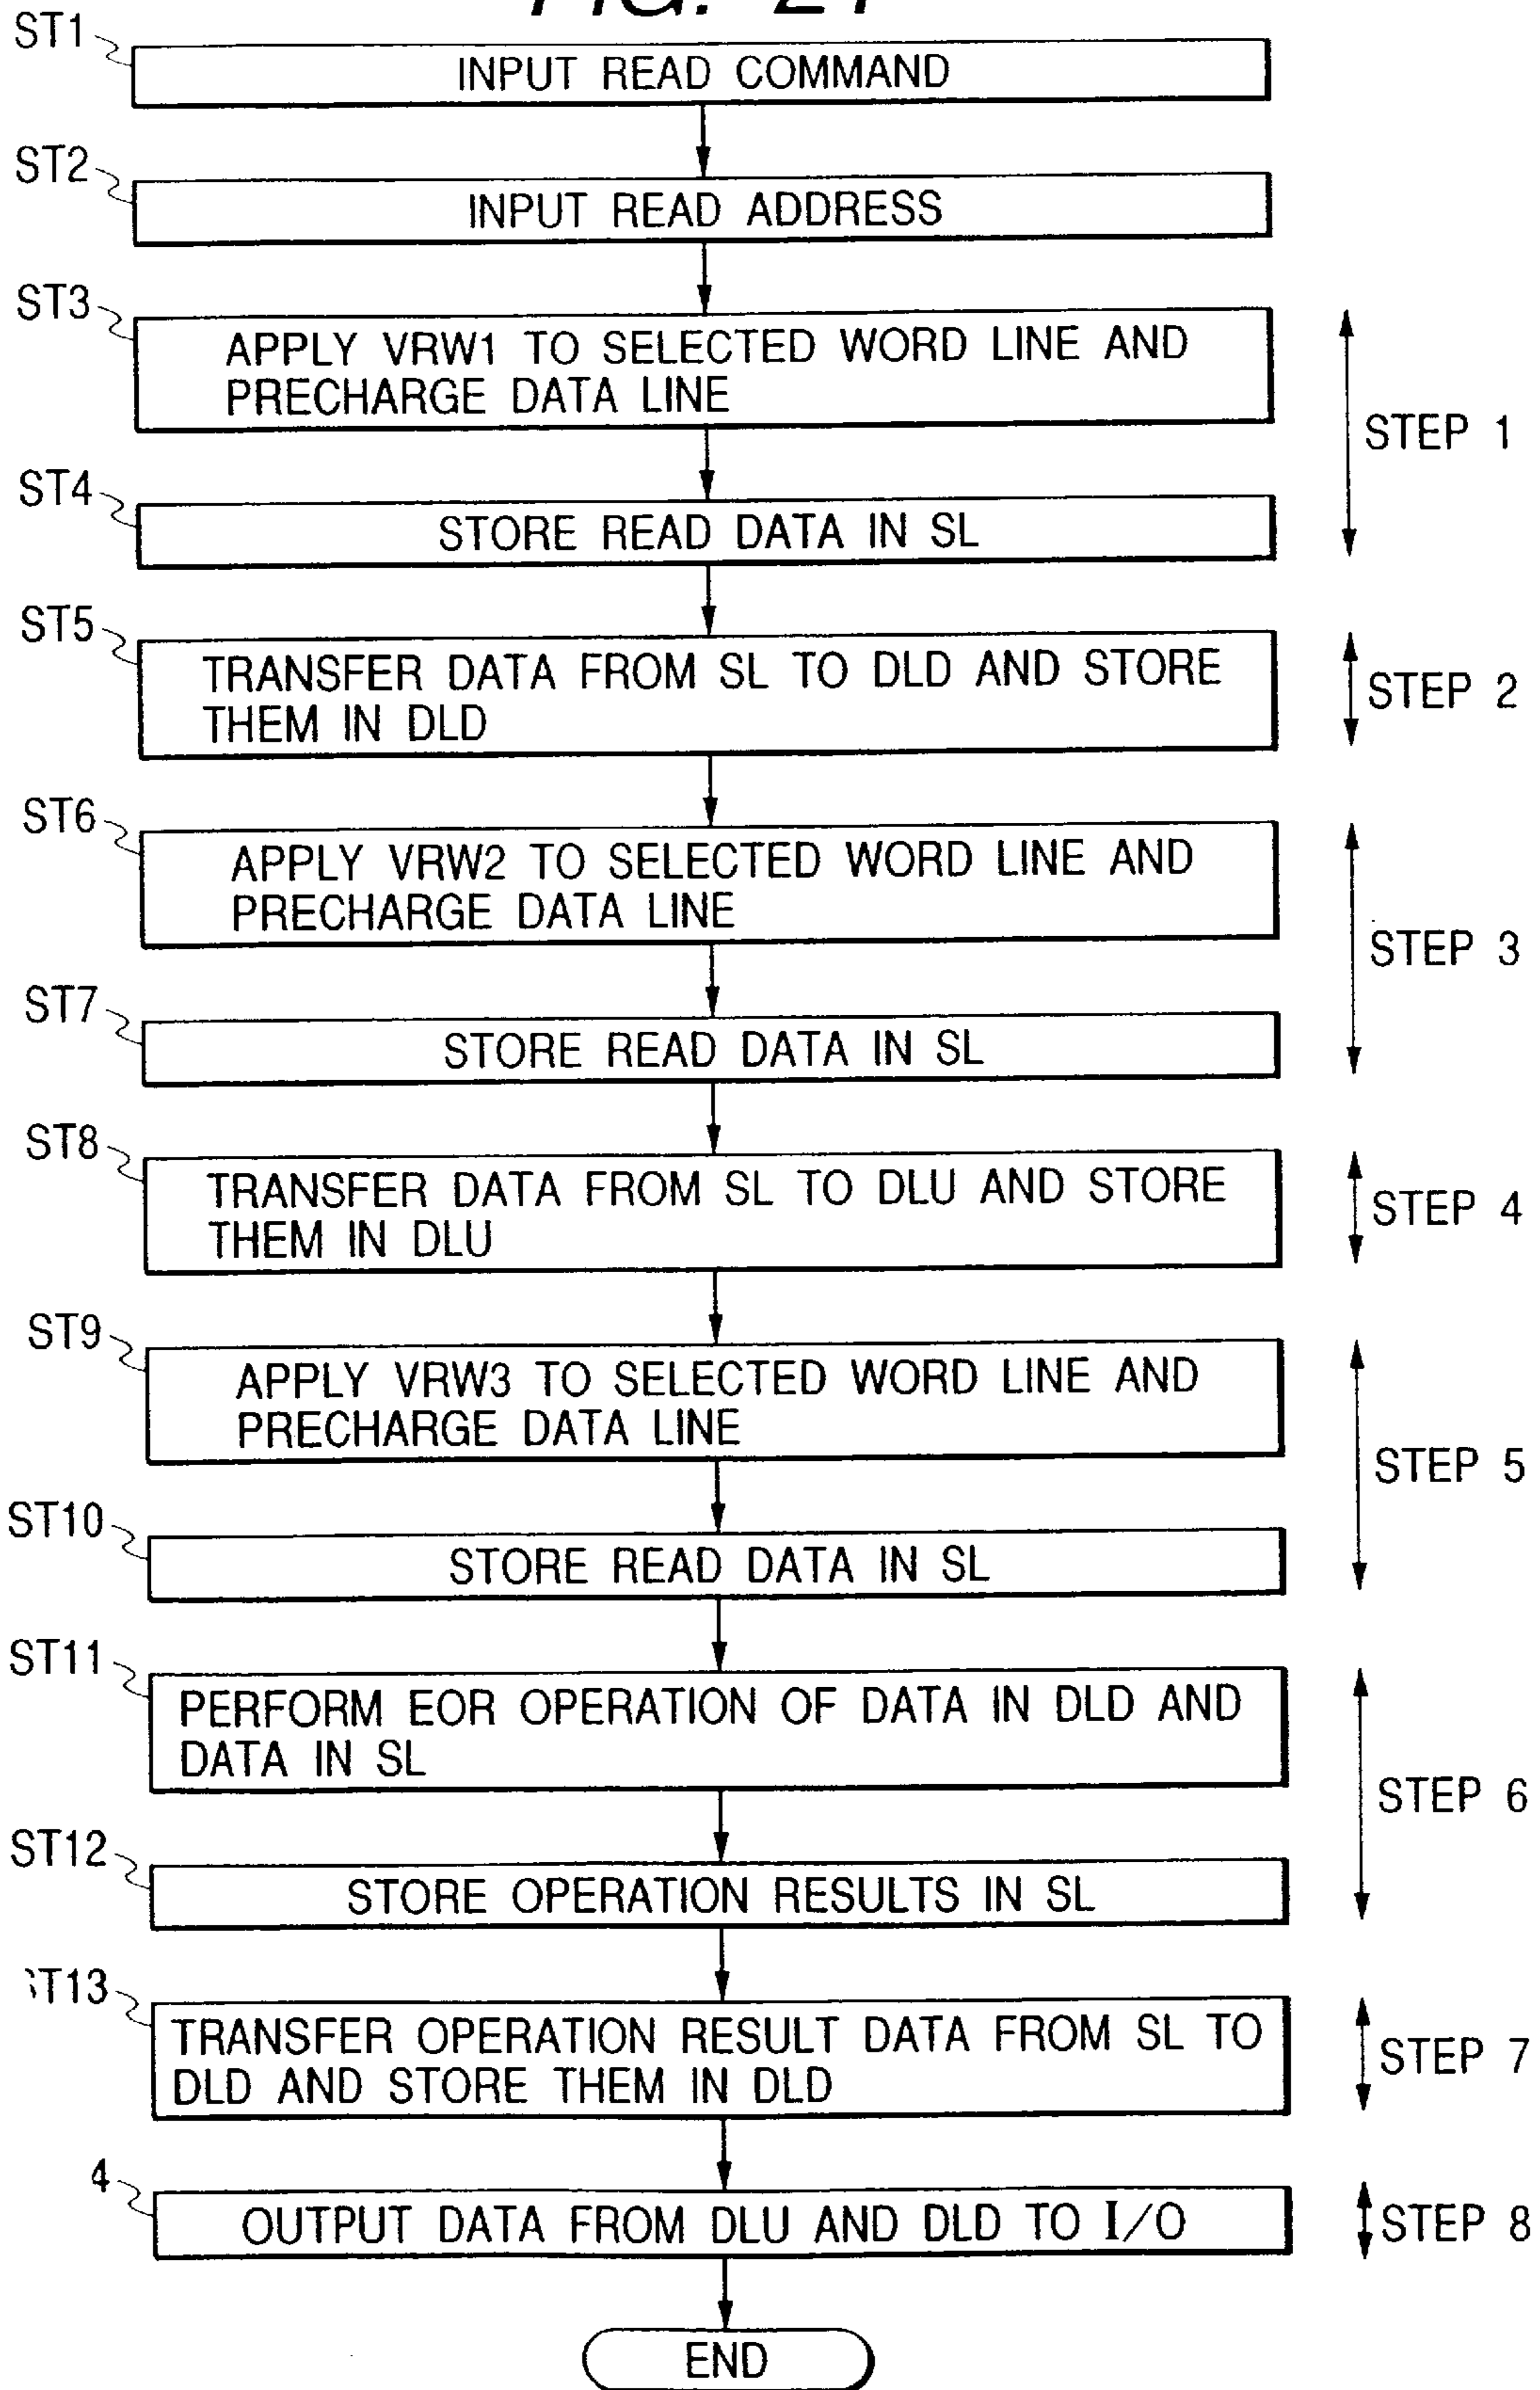 FIG. 21
ST1
INPUT READ COMMAND
ST2
INPUT READ ADDRESS
ST3
APPLY VRW1 TO SELECTED WORD LINE AND
PRECHARGE DATA LINE
STEP 1
ST4
STORE READ DATA IN SL
ST5
TRANSFER DATA FROM SL TO DLD AND STORE
THEM IN DLD
STEP 2
ST6
APPLY VRW2 TO SELECTED WORD LINE AND
PRECHARGE DATA LINE
STEP 3
ST7
STORE READ DATA IN SL
ST8
TRANSFER DATA FROM SL TO DLU AND STORE
THEM IN DLU
STEP 4
ST9
APPLY VRW3 TO SELECTED WORD LINE AND
PRECHARGE DATA LINE
STEP 5
ST10
STORE READ DATA IN SL
ST11
PERFORM EOR OPERATION OF DATA IN DLD AND
DATA IN SL
STEP 6
ST12
STORE OPERATION RESULTS IN SL
ST13
TRANSFER OPERATION RESULT DATA FROM SL TO
DLD AND STORE THEM IN DLD
STEP 7
4
OUTPUT DATA FROM DLU AND DLD TO I/O
STEP 8
END